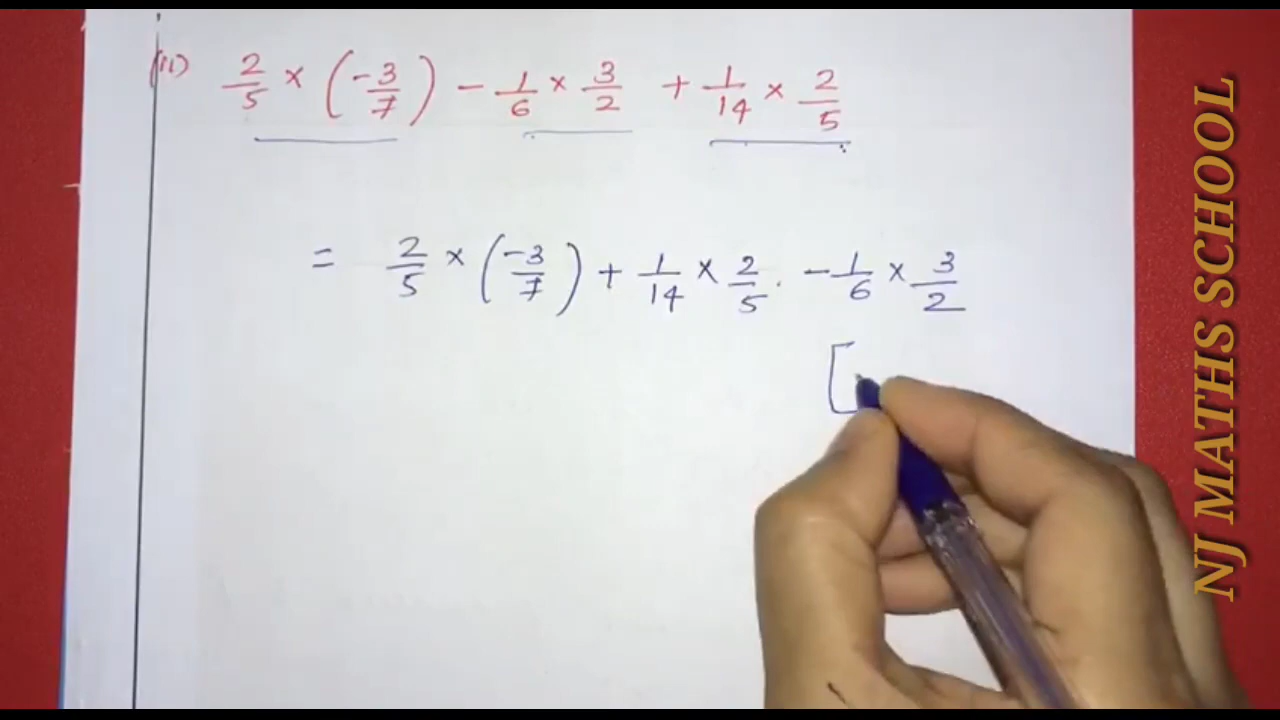 (ii) 2/5 × (-3/7) - 1/6 × 3/2 + 1/14 × 2/5
= 2/5 × (-3/7) + 1/14 × 2/5 . - 1/6 × 3/2
[
NJ MATHS SCHOOL